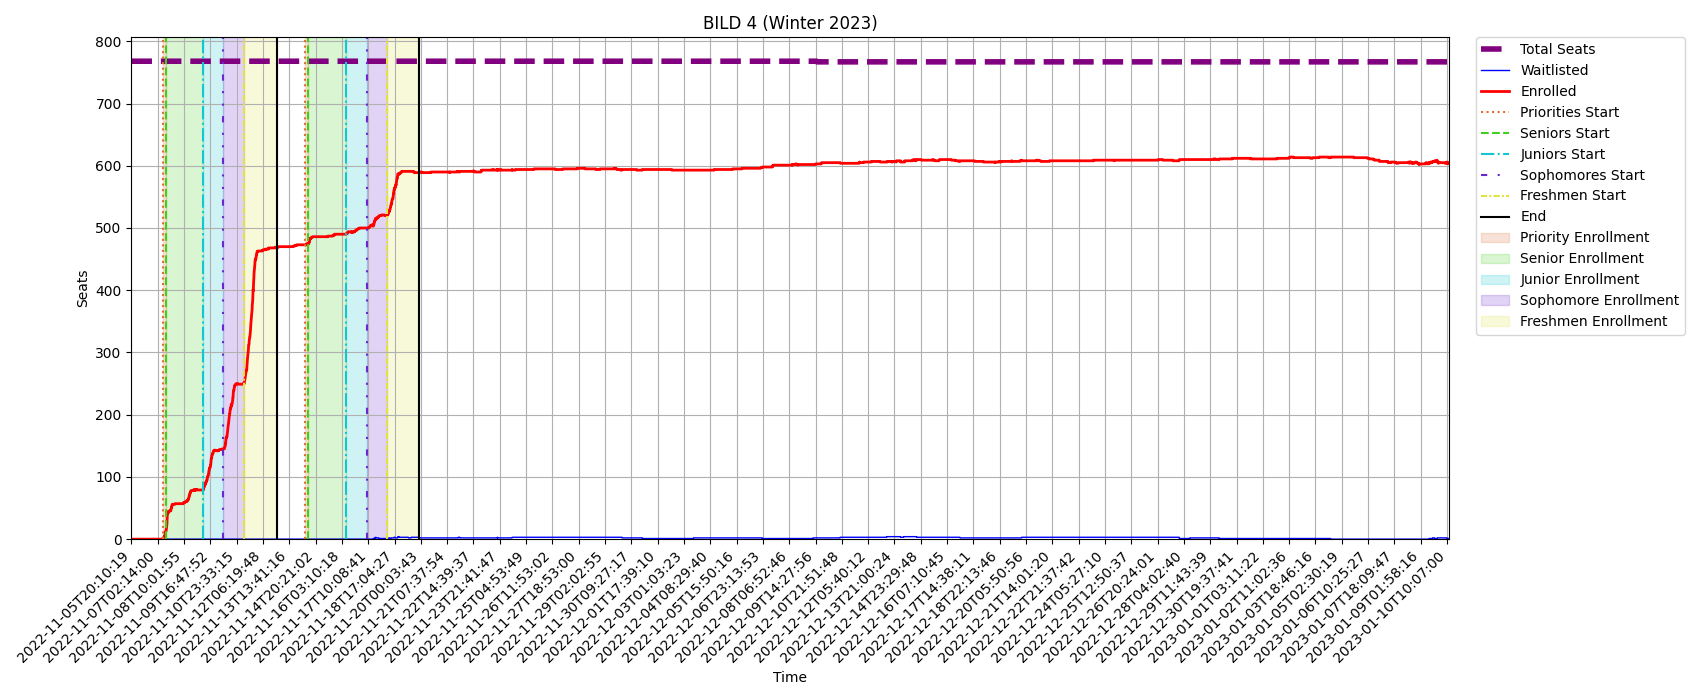 BILD 4 (Winter 2023)
800
700
600
500
400
300
200
100
0
Seats
2022-11-05T20:10:19
2022-11-07T02:14:00
2022-11-08T10:01:55
2022-11-09T16:47:52
2022-11-10T23:33:15
2022-11-12T06:19:48
2022-11-13T13:41:16
2022-11-14T20:21:02
2022-11-16T03:10:18
2022-11-17T10:08:41
2022-11-18T17:04:27
2022-11-20T00:03:43
2022-11-21T07:37:54
2022-11-22T14:39:37
2022-11-23T21:41:47
2022-11-25T04:53:49
2022-11-26T11:53:02
2022-11-27T18:53:00
2022-11-29T02:02:55
2022-11-30T09:27:17
2022-12-01T17:39:10
2022-12-03T01:03:23
2022-12-04T08:29:40
2022-12-05T15:50:16
2022-12-06T23:13:53
2022-12-08T06:52:46
2022-12-09T14:27:56
2022-12-10T21:51:48
2022-12-12T05:40:12
2022-12-13T21:00:24
2022-12-14T23:29:48
2022-12-16T07:10:45
2022-12-17T14:38:11
2022-12-18T22:13:46
2022-12-20T05:50:56
2022-12-21T14:01:20
2022-12-22T21:37:42
2022-12-24T05:27:10
2022-12-25T12:50:37
2022-12-26T20:24:01
2022-12-28T04:02:40
2022-12-29T11:43:39
2022-12-30T19:37:41
2023-01-01T03:11:22
2023-01-02T11:02:36
2023-01-03T18:46:16
2023-01-05T02:30:19
2023-01-06T10:25:27
2023-01-07T18:09:47
2023-01-09T01:58:16
2023-01-10T10:07:00
Time
Total Seats
Waitlisted
Enrolled
Priorities Start
Seniors Start
Juniors Start
Sophomores Start
Freshmen Start
End
Priority Enrollment
Senior Enrollment
Junior Enrollment
Sophomore Enrollment
Freshmen Enrollment